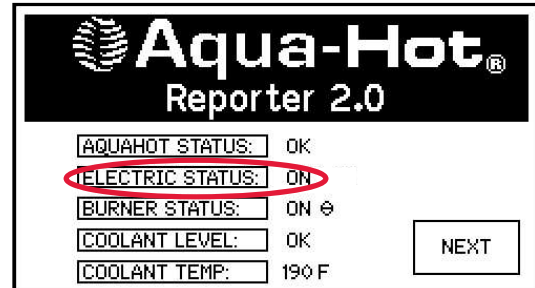 Aqua-Hot®
Reporter 2.0
AQUAHOT STATUS: OK
ELECTRIC STATUS: ON
BURNER STATUS: ON ⊖
COOLANT LEVEL: OK
COOLANT TEMP: 190 F
NEXT